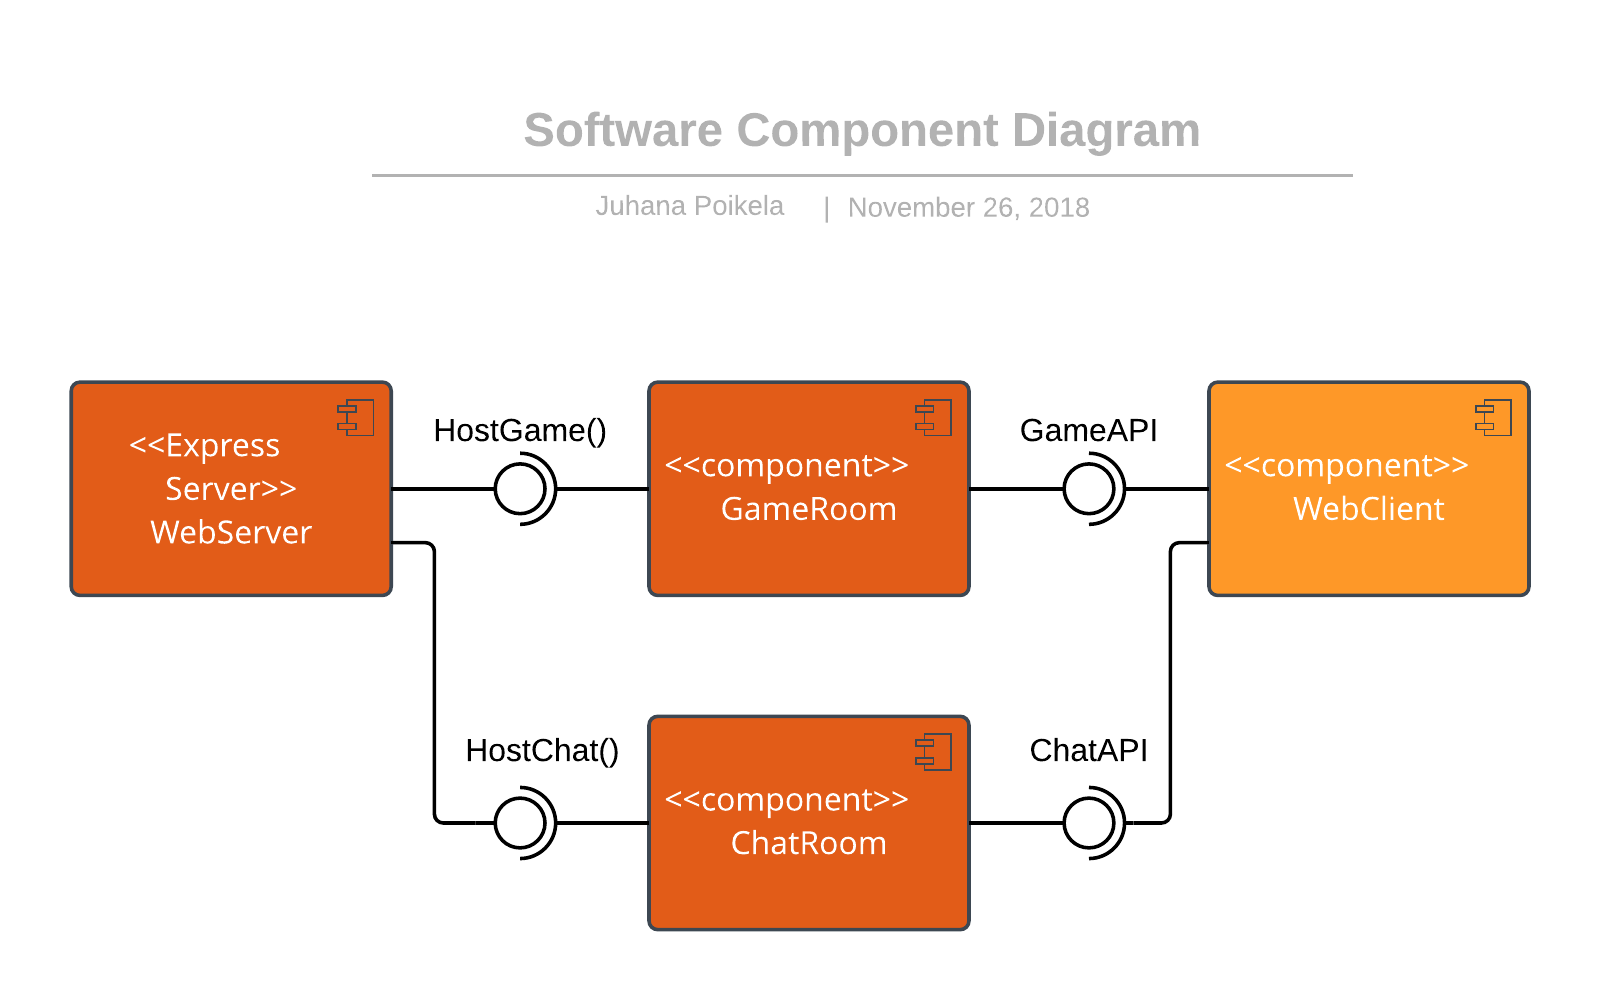 Software Component Diagram
Juhana Poikela | November 26, 2018
<<Express
Server>>
WebServer
HostGame()
<<component>>
GameRoom
GameAPI
<<component>>
WebClient
HostChat()
<<component>>
ChatRoom
ChatAPI